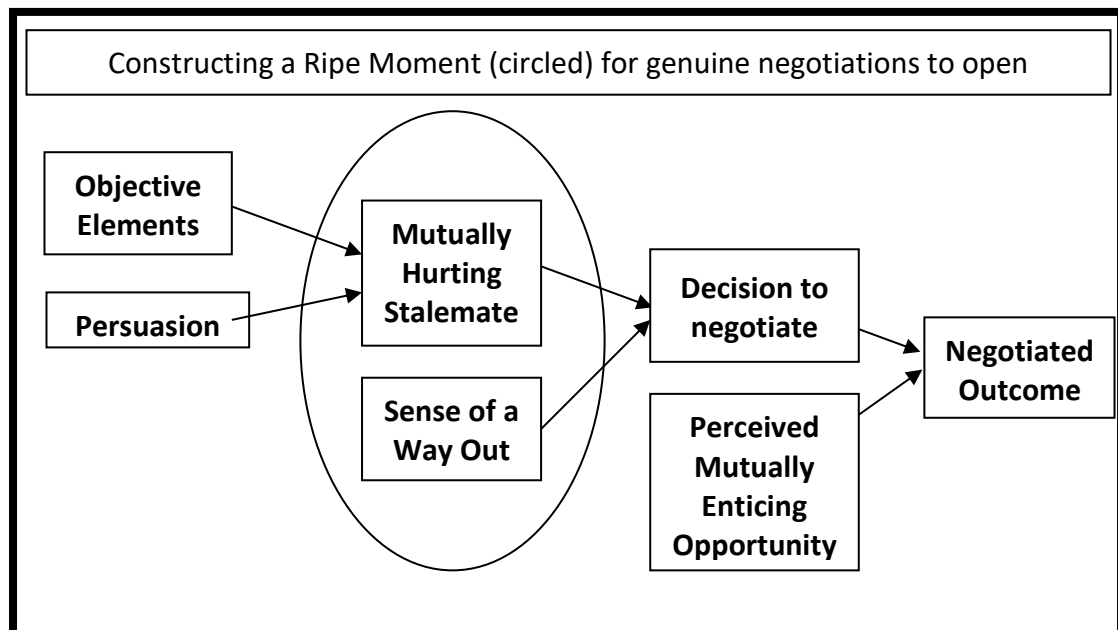 Constructing a Ripe Moment (circled) for genuine negotiations to open
Objective
Elements
Persuasion
Mutually
Hurting
Stalemate
Sense of a
Way Out
Decision to
negotiate
Perceived
Mutually
Enticing
Opportunity
Negotiated
Outcome